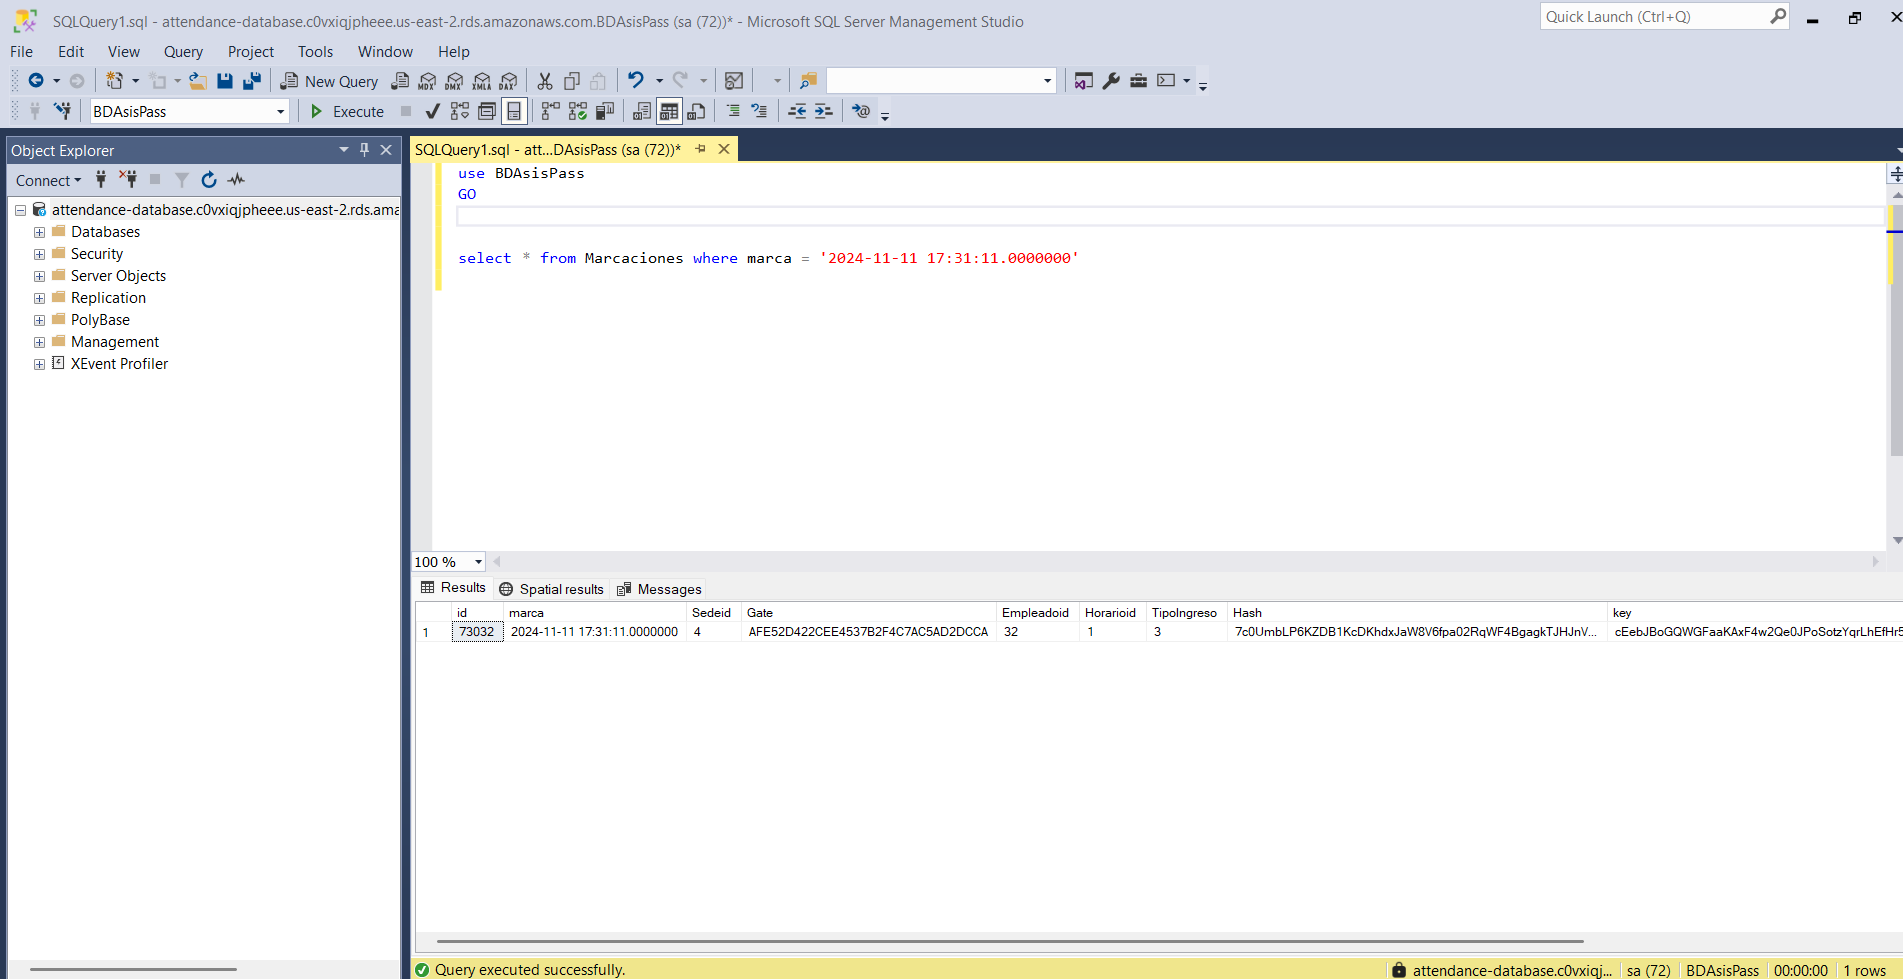 SQLQuery1.sql - attendance-database.c0vxiqjpheee.us-east-2.rds.amazonaws.com.BDAsisPass (sa (72))* - Microsoft SQL Server Management Studio
Quick Launch (Ctrl+Q)
File Edit View Query Project Tools Window Help
New Query MDX DMX XMLA DAX
BDAsisPass Execute
Object Explorer
Connect
attendance-database.c0vxiqjpheee.us-east-2.rds.ama
Databases
Security
Server Objects
Replication
PolyBase
Management
XEvent Profiler
SQLQuery1.sql - att...DAsisPass (sa (72))*
use BDAsisPass
GO
select * from Marcaciones where marca = '2024-11-11 17:31:11.0000000'
100 %
Results Spatial results Messages
id marca Sedeid Gate Empleadoid Horarioid TipoIngreso Hash key
1 73032 2024-11-11 17:31:11.0000000 4 AFE52D422CEE4537B2F4C7AC5AD2DCCA 32 1 3 7c0UmbLP6KZDB1KcDKhdxJaW8V6fpa02RqWF4BgagkTJHJnV... cEebJBoGQWGFaaKAxF4w2Qe0JPoSotzYqrLhEfHr5
Query executed successfully.
attendance-database.c0vxiqj... sa (72) BDAsisPass 00:00:00 1 rows